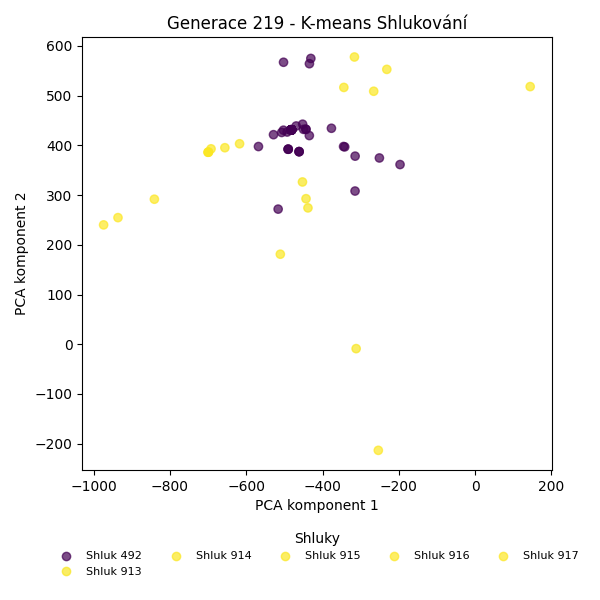 Generace 219 - K-means Shlukování
PCA komponent 2
600
500
400
300
200
100
0
−100
−200
−1000 −800 −600 −400 −200 0 200
PCA komponent 1
Shluky
Shluk 492 Shluk 914 Shluk 915 Shluk 916 Shluk 917
Shluk 913